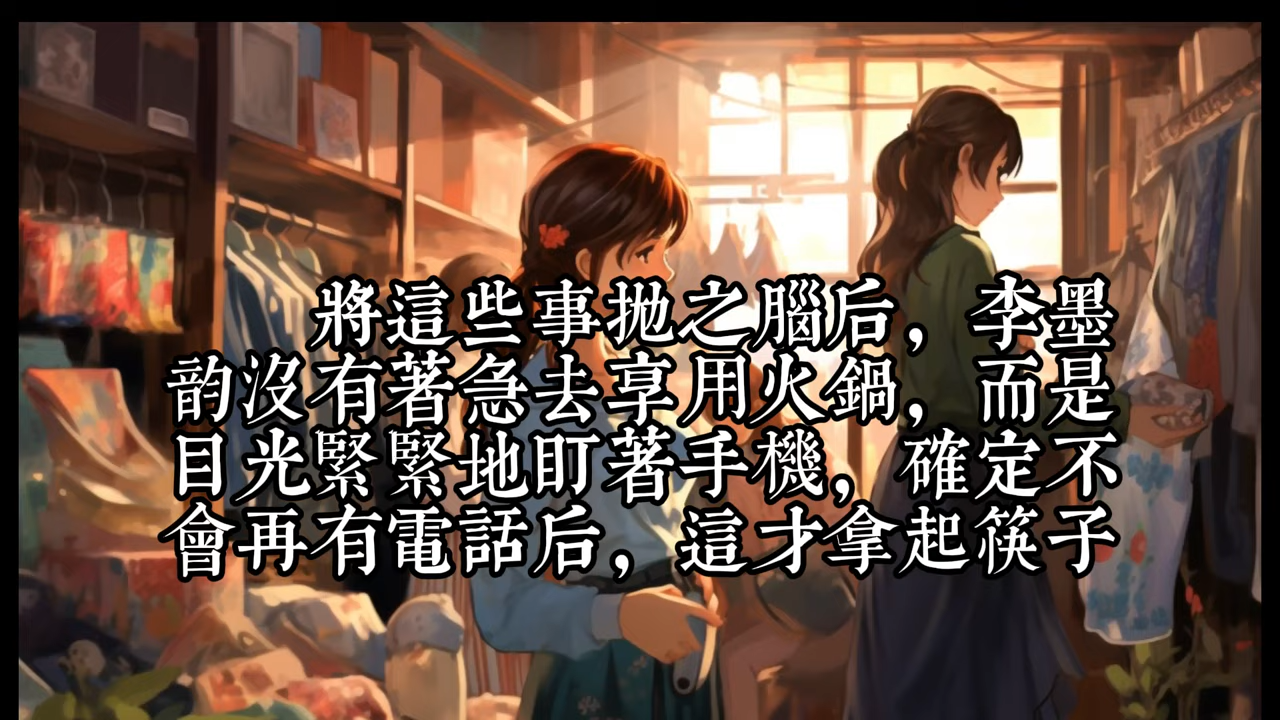 將這些事拋之腦后，李墨
韵沒有著急去享用火鍋，而是
目光緊緊地盯著手機，確定不
會再有電話后，這才拿起筷子